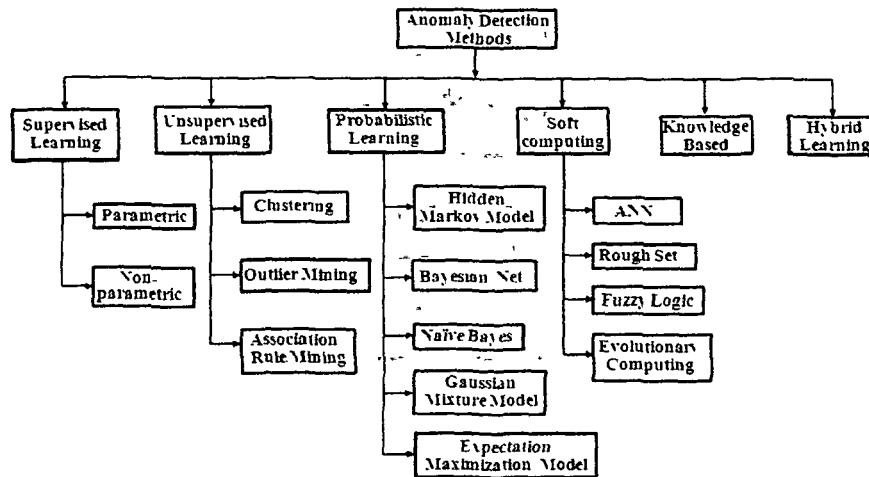 Anomaly Detection
Methods
Supervised
Learning
Unsupervised
Learning
Probabilistic
Learning
Soft
computing
Knowledge
Based
Hybrid
Learning
Parametric
Non-
parametric
Clustering
Outlier Mining
Association
Rule Mining
Hidden
Markov Model
Bayesian Net
Naïve Bayes
Gaussian
Mixture Model
Expectation
Maximization Model
ANN
Rough Set
Fuzzy Logic
Evolutionary
Computing